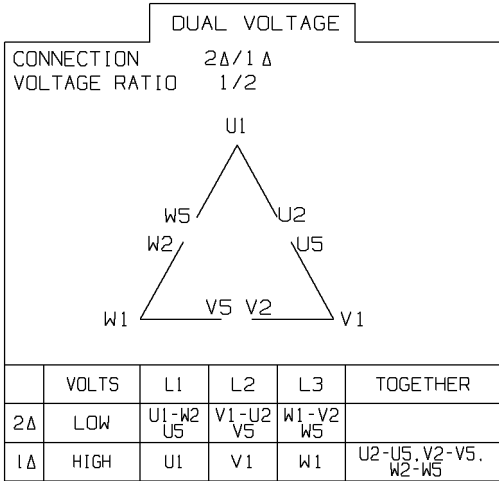 DUAL VOLTAGE
CONNECTION 2Δ/1Δ
VOLTAGE RATIO 1/2
U1
W5 U2
W2 U5
V5 V2
W1 V1
VOLTS L1 L2 L3 TOGETHER
2Δ LOW U1-W2 U5 V1-U2 V5 W1-V2 W5
1Δ HIGH U1 V1 W1 U2-U5,V2-V5, W2-W5